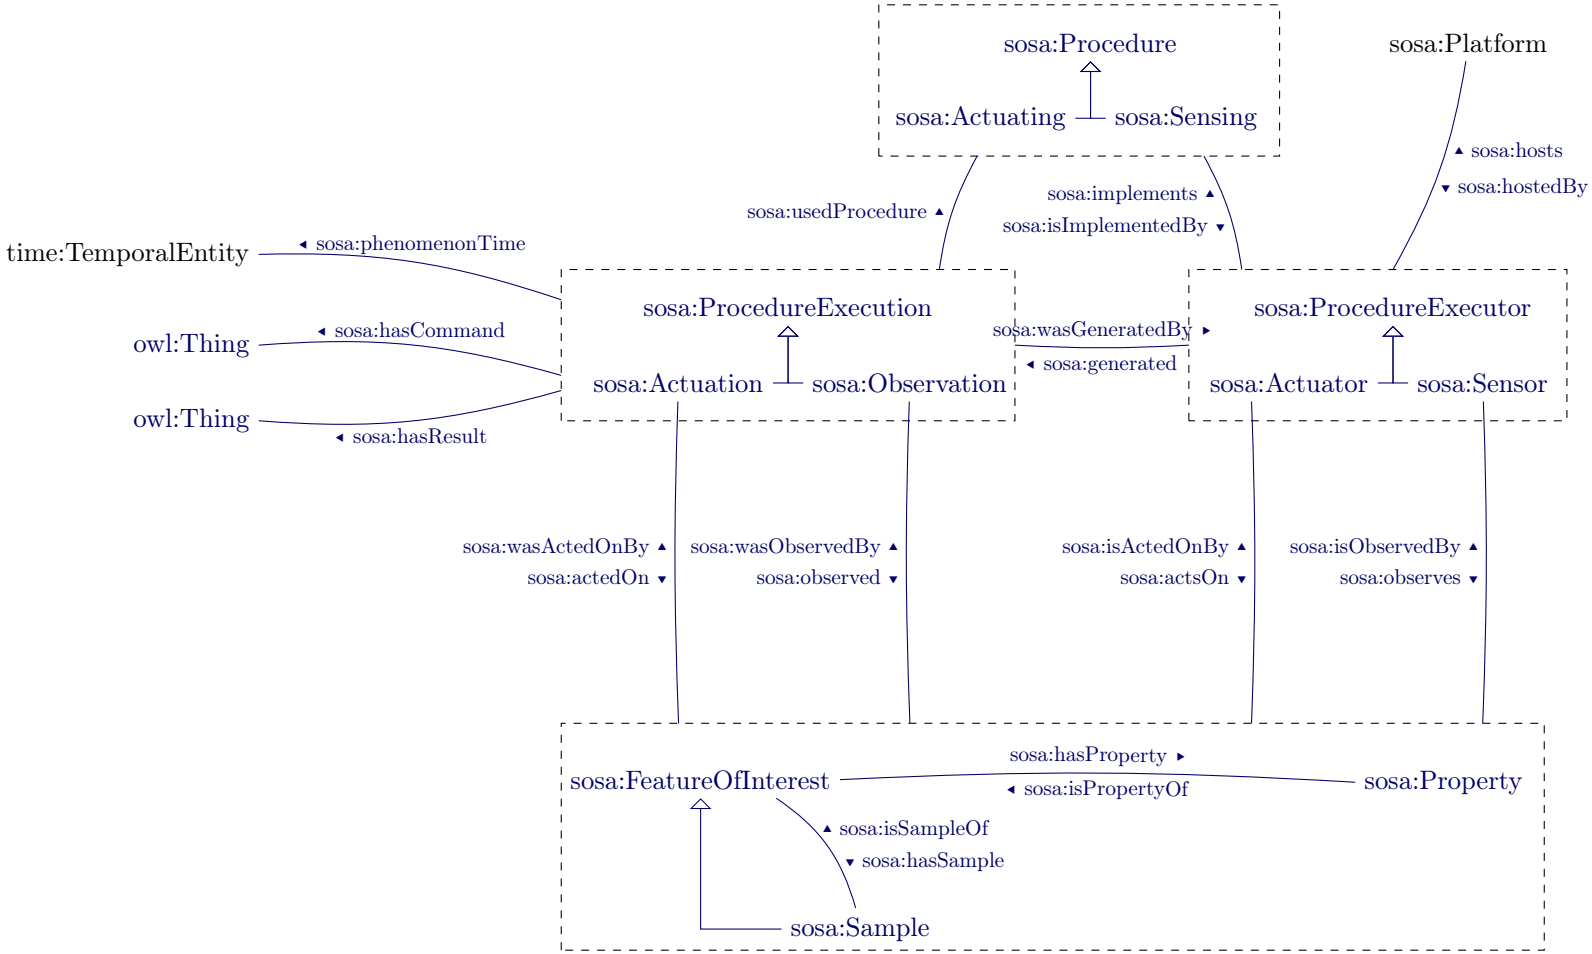 sosa:Procedure
sosa:Platform
sosa:Actuating
sosa:Sensing
sosa:hosts
sosa:hostedBy
sosa:implements
sosa:usedProcedure
sosa:isImplementedBy
time:TemporalEntity
sosa:phenomenonTime
sosa:ProcedureExecution
sosa:ProcedureExecutor
owl:Thing
sosa:hasCommand
sosa:wasGeneratedBy
sosa:generated
sosa:Actuation
sosa:Observation
sosa:Actuator
sosa:Sensor
owl:Thing
sosa:hasResult
sosa:wasActedOnBy
sosa:wasObservedBy
sosa:isActedOnBy
sosa:isObservedBy
sosa:actedOn
sosa:observed
sosa:actsOn
sosa:observes
sosa:hasProperty
sosa:FeatureOfInterest
sosa:Property
sosa:isPropertyOf
sosa:isSampleOf
sosa:hasSample
sosa:Sample